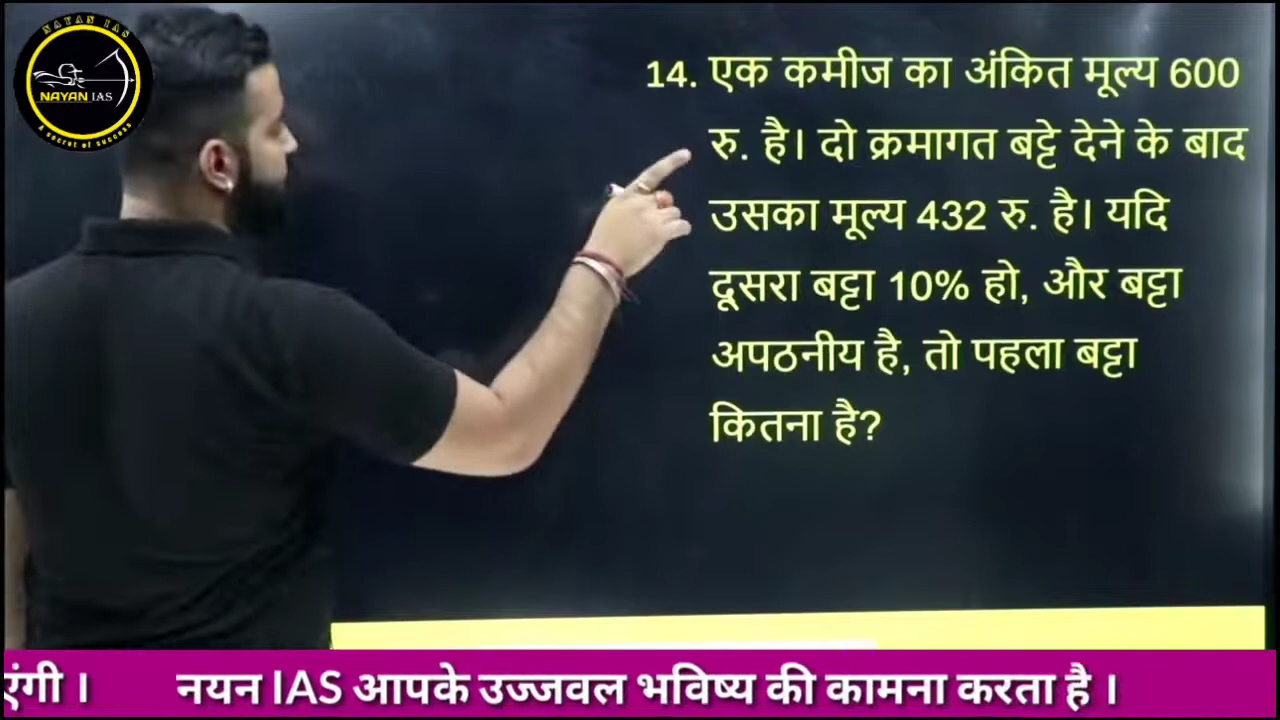 NAYAN IAS
NAYAN IAS
A secret of success
14. एक कमीज का अंकित मूल्य 600
रु. है। दो क्रमागत बट्टे देने के बाद
उसका मूल्य 432 रु. है। यदि
दूसरा बट्टा 10% हो, और बट्टा
अपठनीय है, तो पहला बट्टा
कितना है?
एंगी । नयन IAS आपके उज्जवल भविष्य की कामना करता है ।